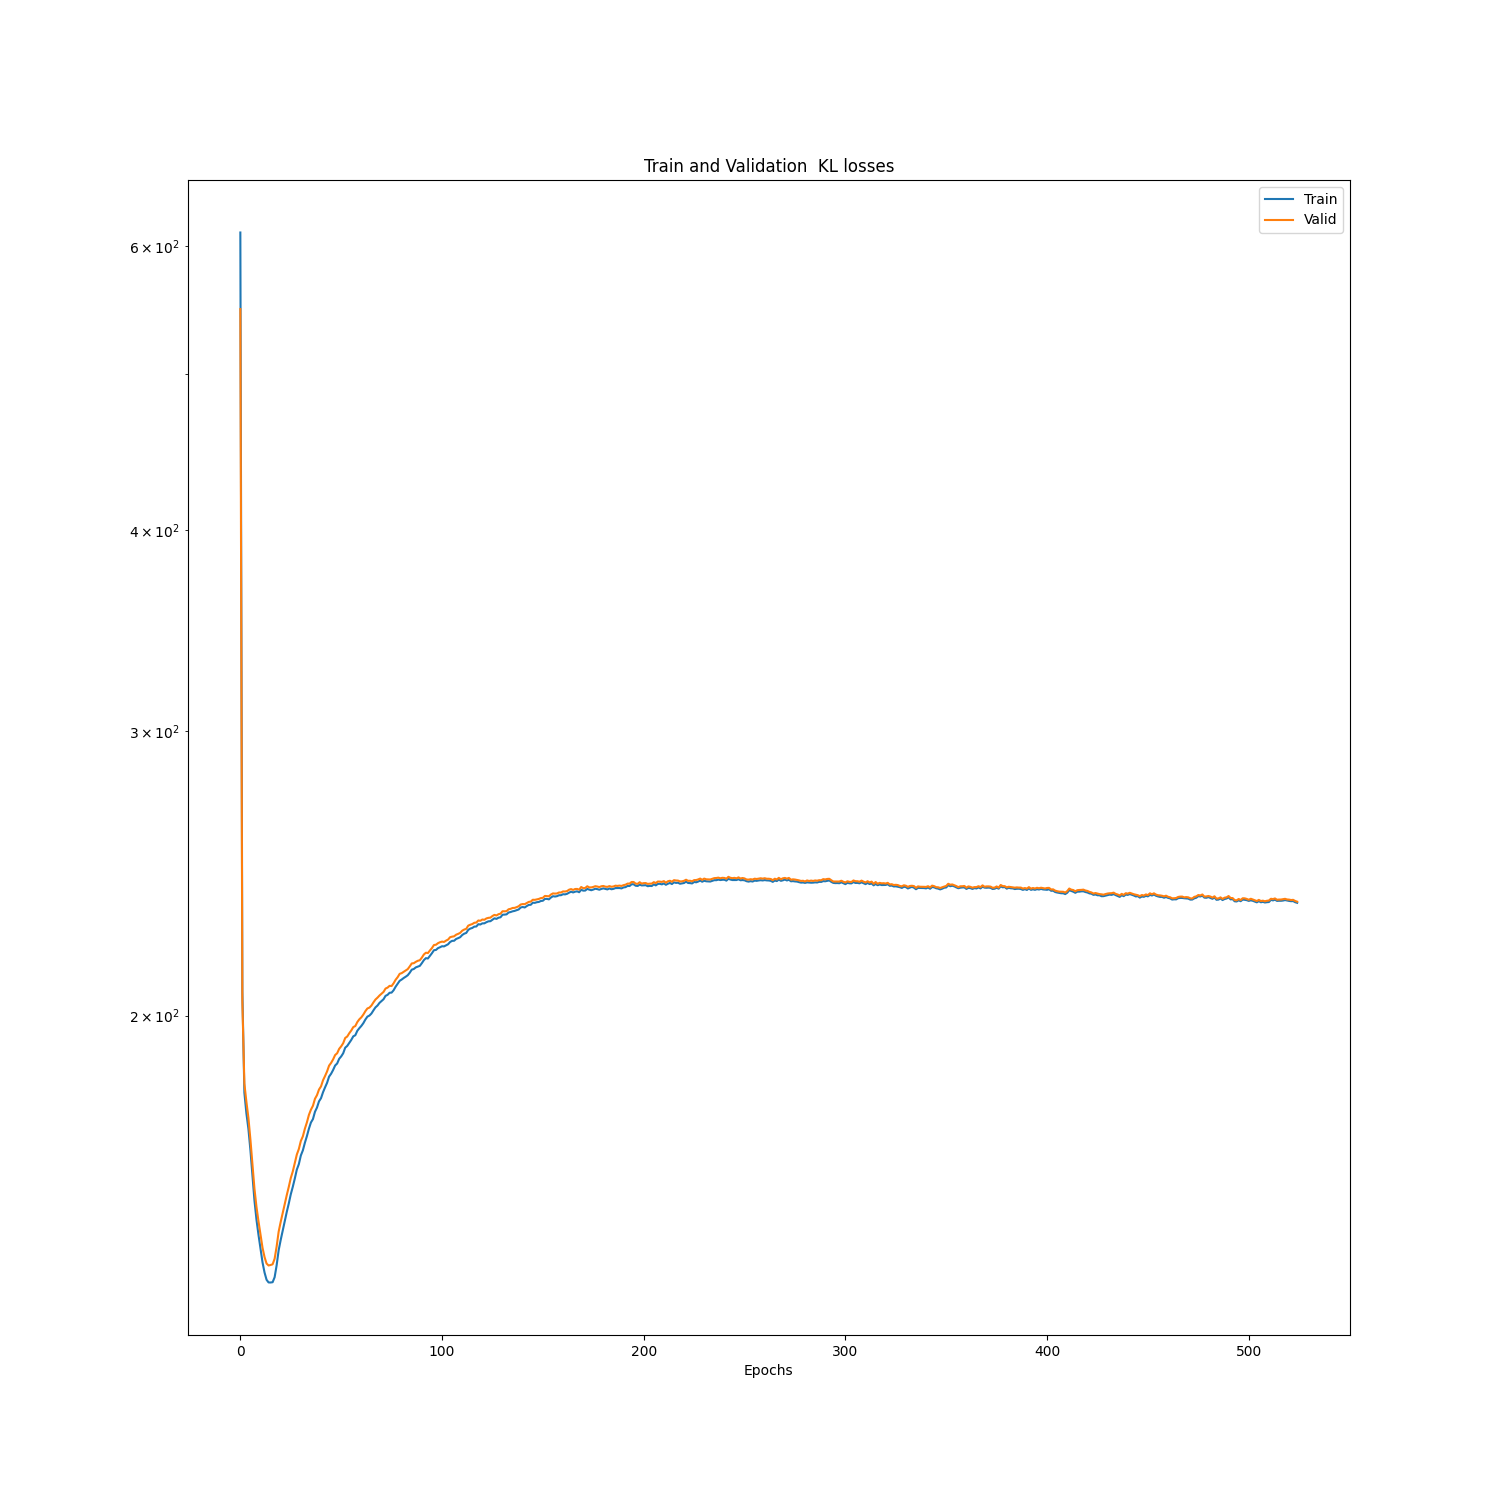 Train and Validation  KL losses
Train
Valid
6 × 10²
4 × 10²
3 × 10²
2 × 10²
0 100 200 300 400 500
Epochs